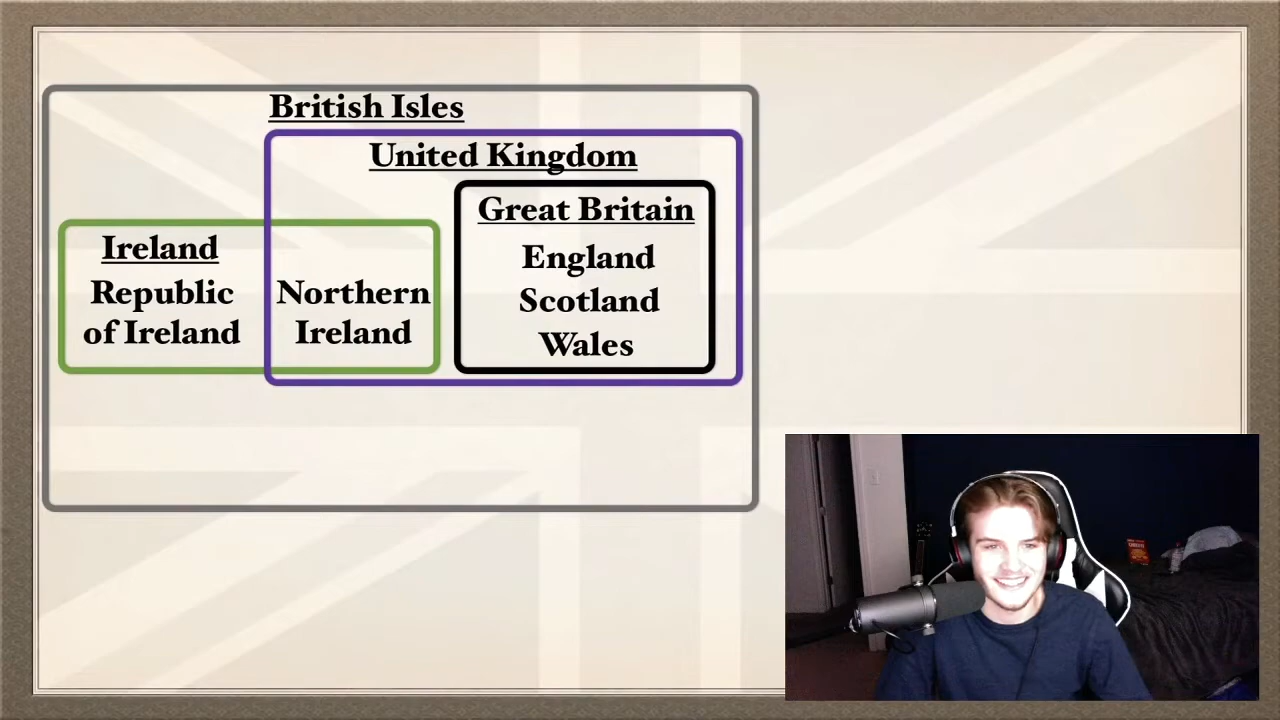 British Isles
United Kingdom
Great Britain
England
Scotland
Wales
Ireland
Republic
of Ireland
Northern
Ireland